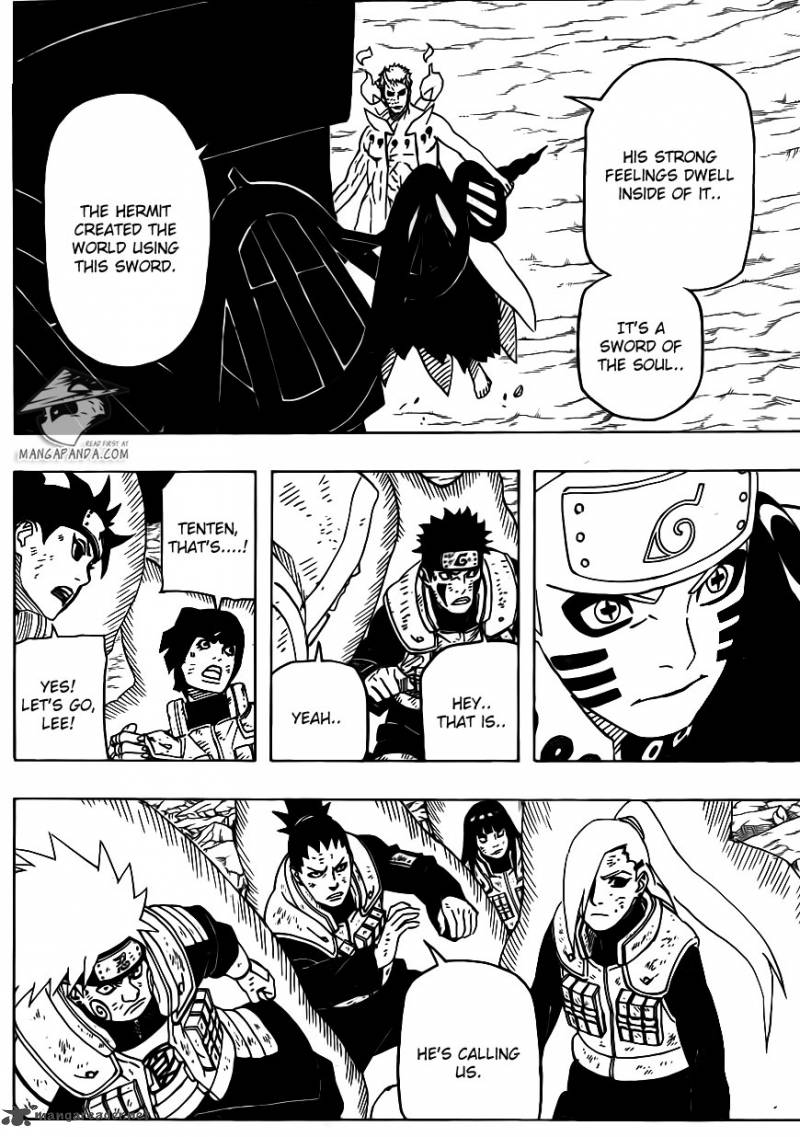 HIS STRONG
FEELINGS DWELL
INSIDE OF IT..
IT'S A
SWORD OF
THE SOUL..
THE HERMIT
CREATED THE
WORLD USING
THIS SWORD.
READ FIRST AT
MANGAPANDA.COM
HEY..
THAT IS..
YEAH..
TENTEN,
THAT'S....!
YES!
LET'S GO,
LEE!
HE'S CALLING
US.
mangareader.net